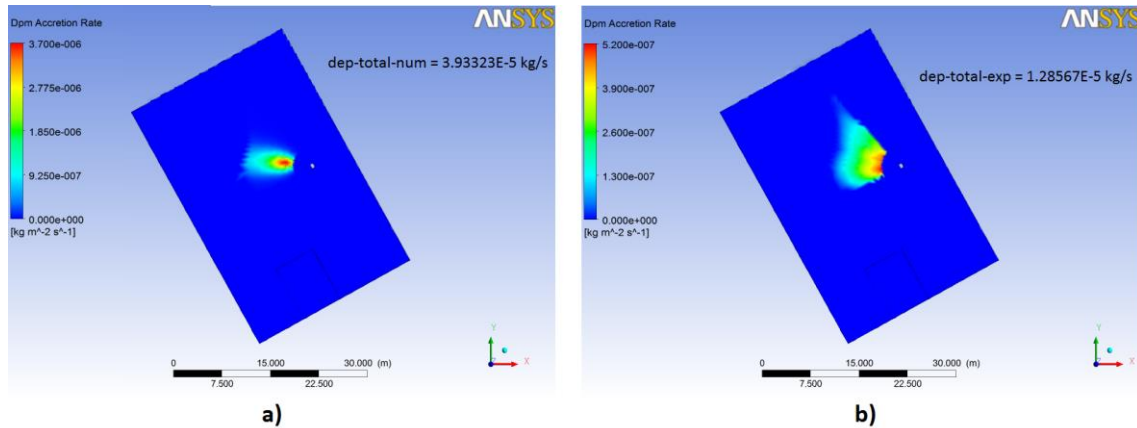 Dpm Accretion Rate
ANSYS
3.700e-006
2.775e-006
1.850e-006
9.250e-007
0.000e+000
[kg m^-2 s^-1]
dep-total-num = 3.93323E-5 kg/s
Y
X
0 15.000 30.000 (m)
7.500 22.500
a)
Dpm Accretion Rate
ANSYS
5.200e-007
3.900e-007
2.600e-007
1.300e-007
0.000e+000
[kg m^-2 s^-1]
dep-total-exp = 1.28567E-5 kg/s
Y
X
0 15.000 30.000 (m)
7.500 22.500
b)